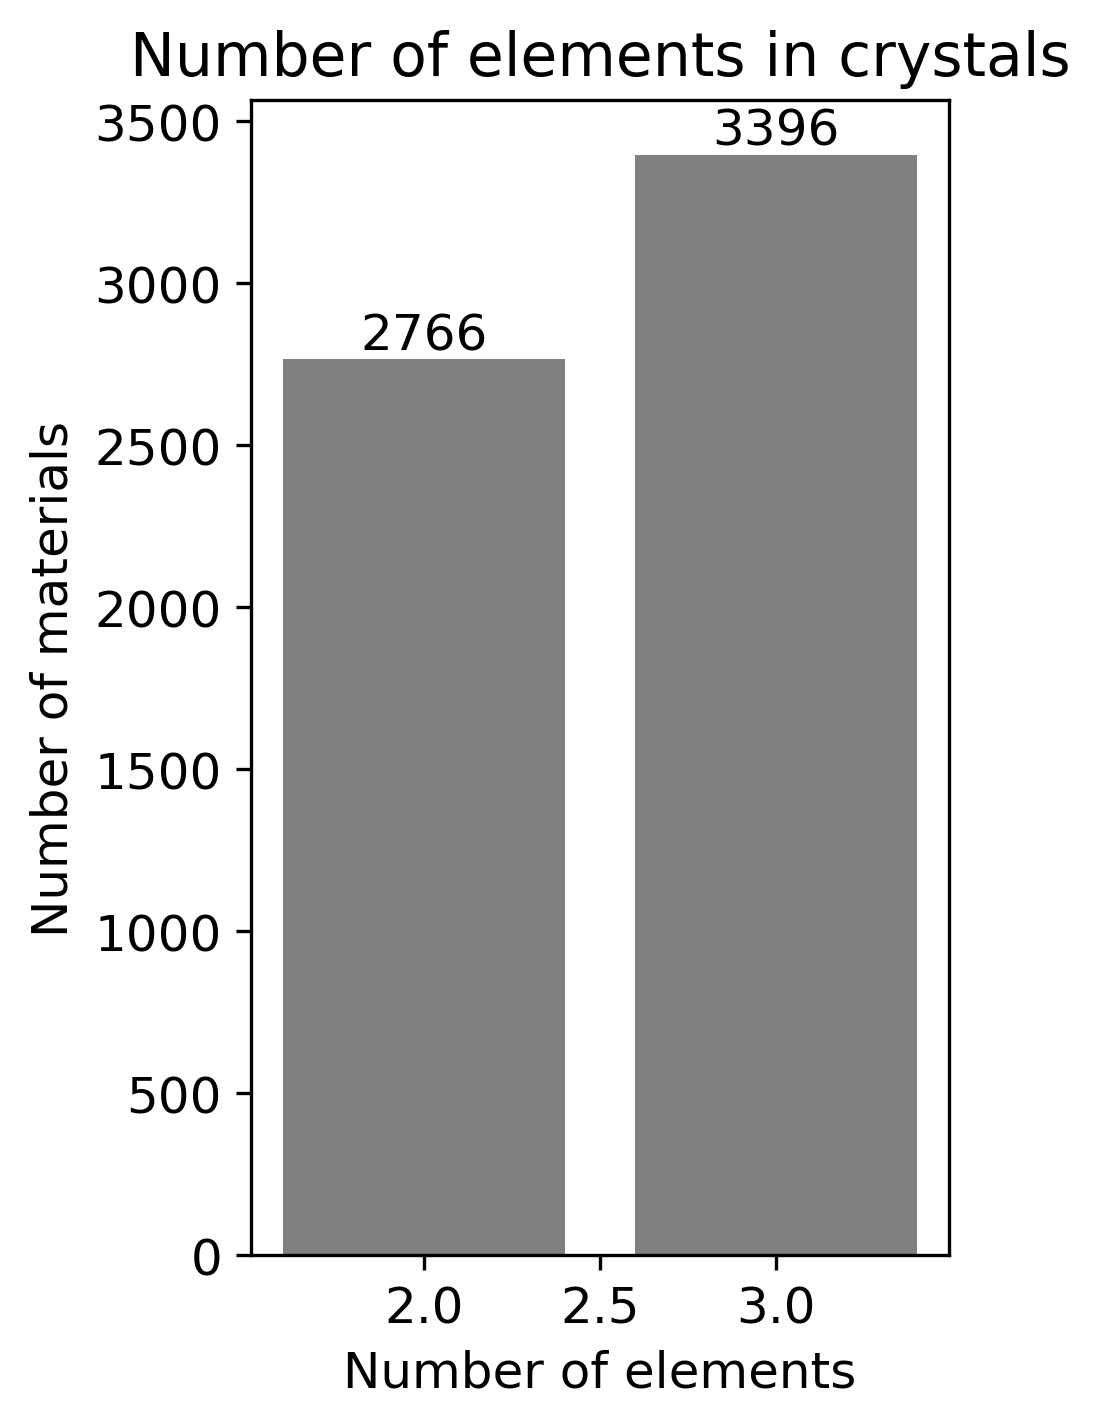 Number of elements in crystals
3500
3396
3000
2766
2500
2000
1500
1000
500
0
Number of materials
2.0 2.5 3.0
Number of elements